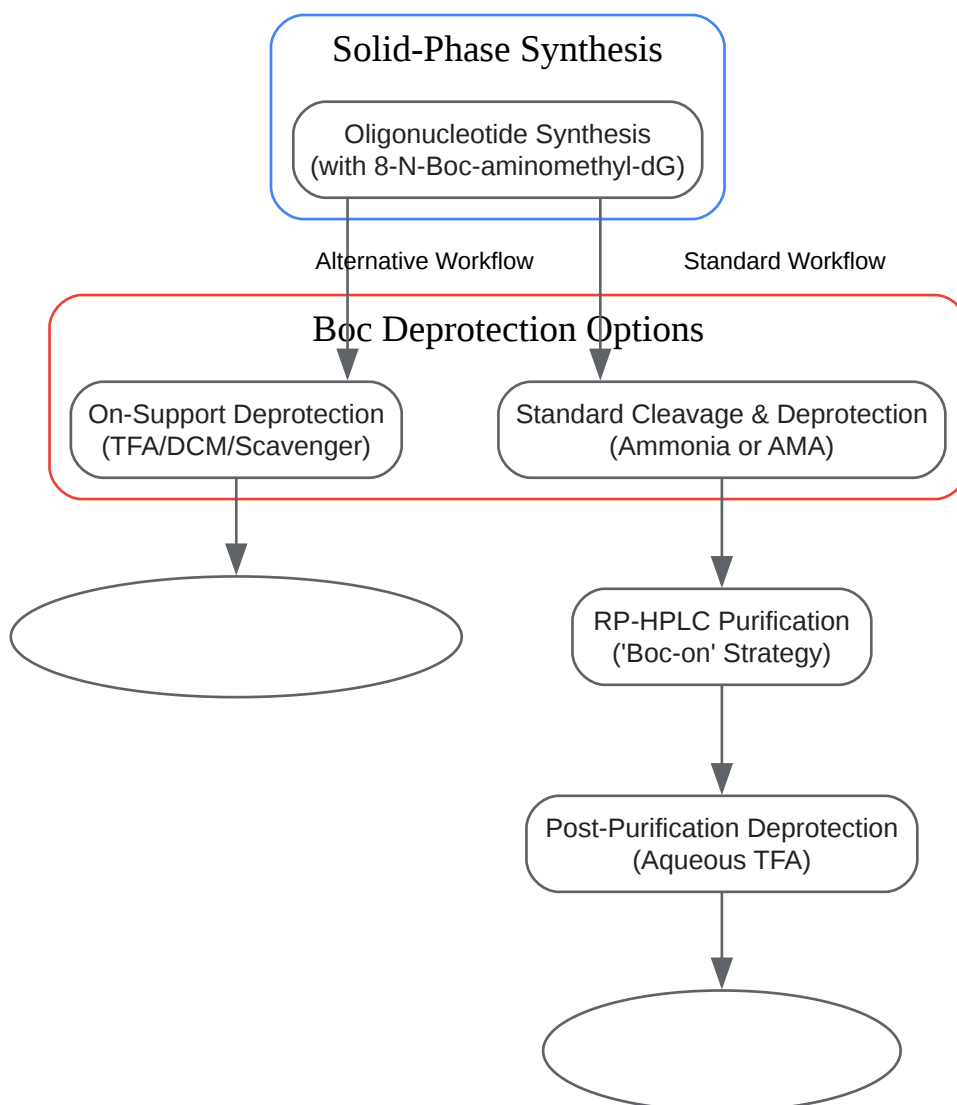 Solid-Phase Synthesis
Oligonucleotide Synthesis
(with 8-N-Boc-aminomethyl-dG)
Alternative Workflow
Standard Workflow
Boc Deprotection Options
On-Support Deprotection
(TFA/DCM/Scavenger)
Standard Cleavage & Deprotection
(Ammonia or AMA)
RP-HPLC Purification
('Boc-on' Strategy)
Post-Purification Deprotection
(Aqueous TFA)